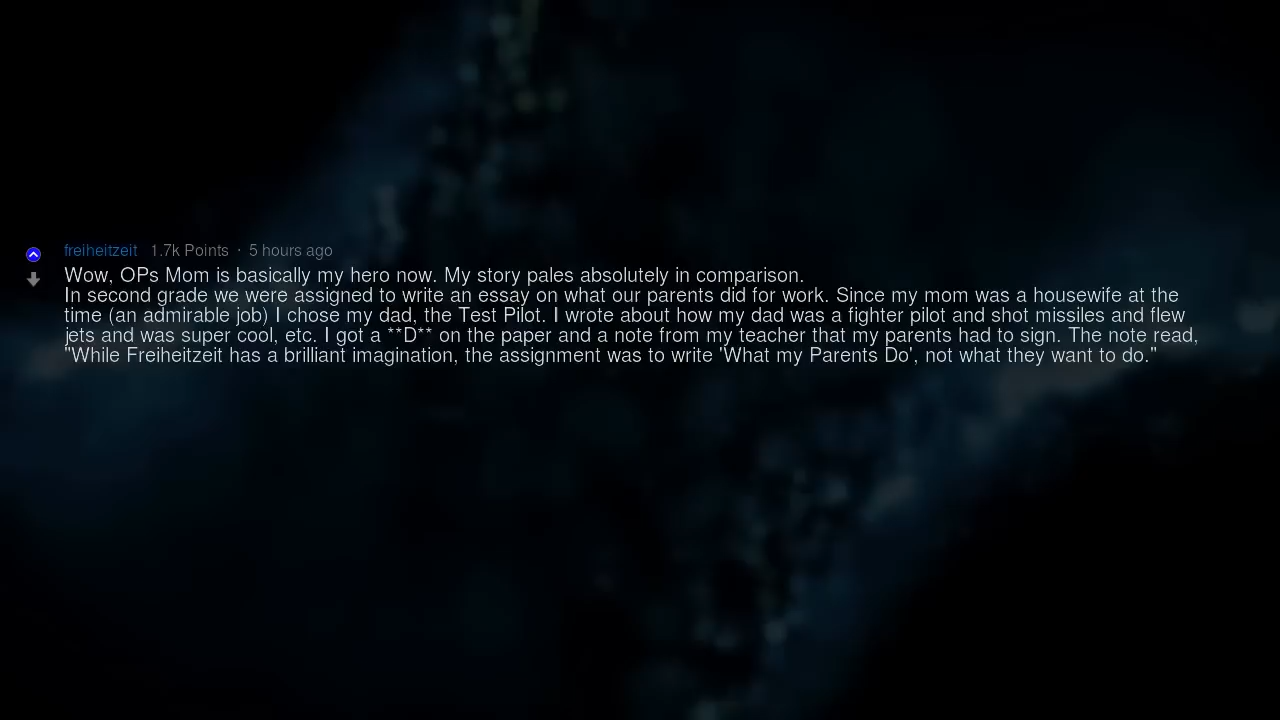 freiheitzeit 1.7k Points · 5 hours ago
Wow, OPs Mom is basically my hero now. My story pales absolutely in comparison.
In second grade we were assigned to write an essay on what our parents did for work. Since my mom was a housewife at the
time (an admirable job) I chose my dad, the Test Pilot. I wrote about how my dad was a fighter pilot and shot missiles and flew
jets and was super cool, etc. I got a **D** on the paper and a note from my teacher that my parents had to sign. The note read,
"While Freiheitzeit has a brilliant imagination, the assignment was to write 'What my Parents Do', not what they want to do."